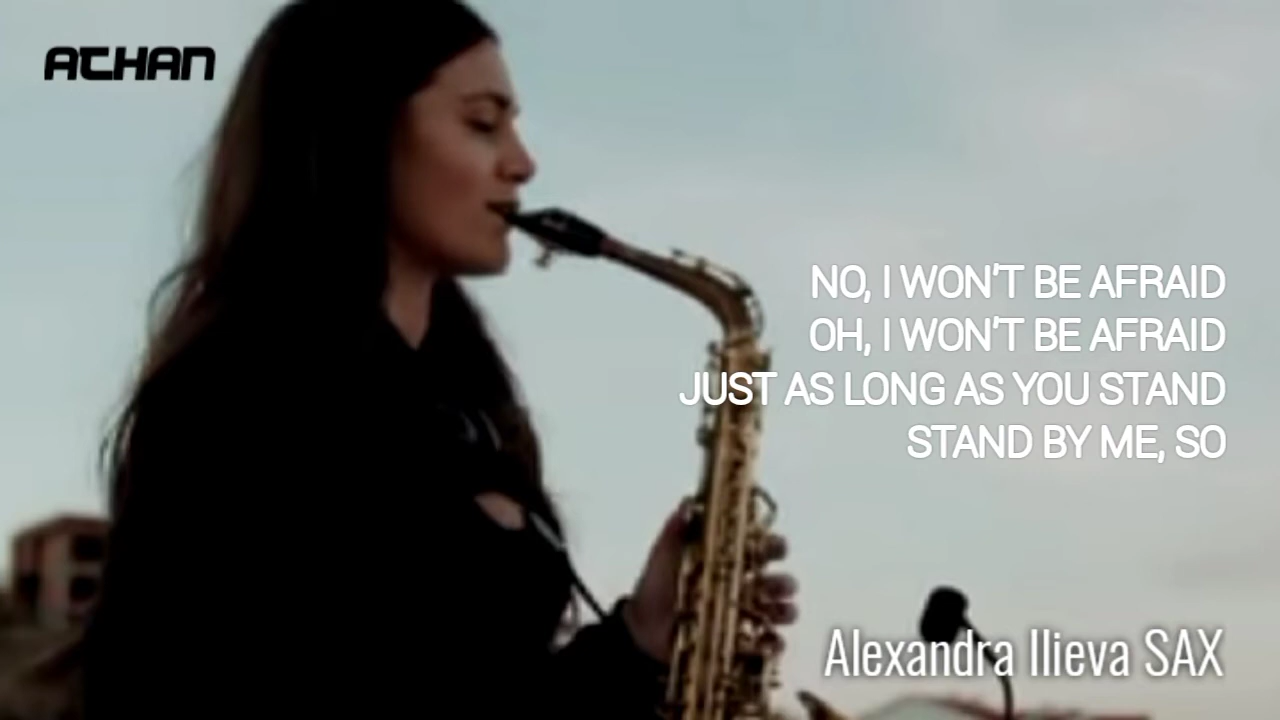 ATHAN
NO, I WON'T BE AFRAID
OH, I WON'T BE AFRAID
JUST AS LONG AS YOU STAND
STAND BY ME, SO
Alexandra Ilieva SAX